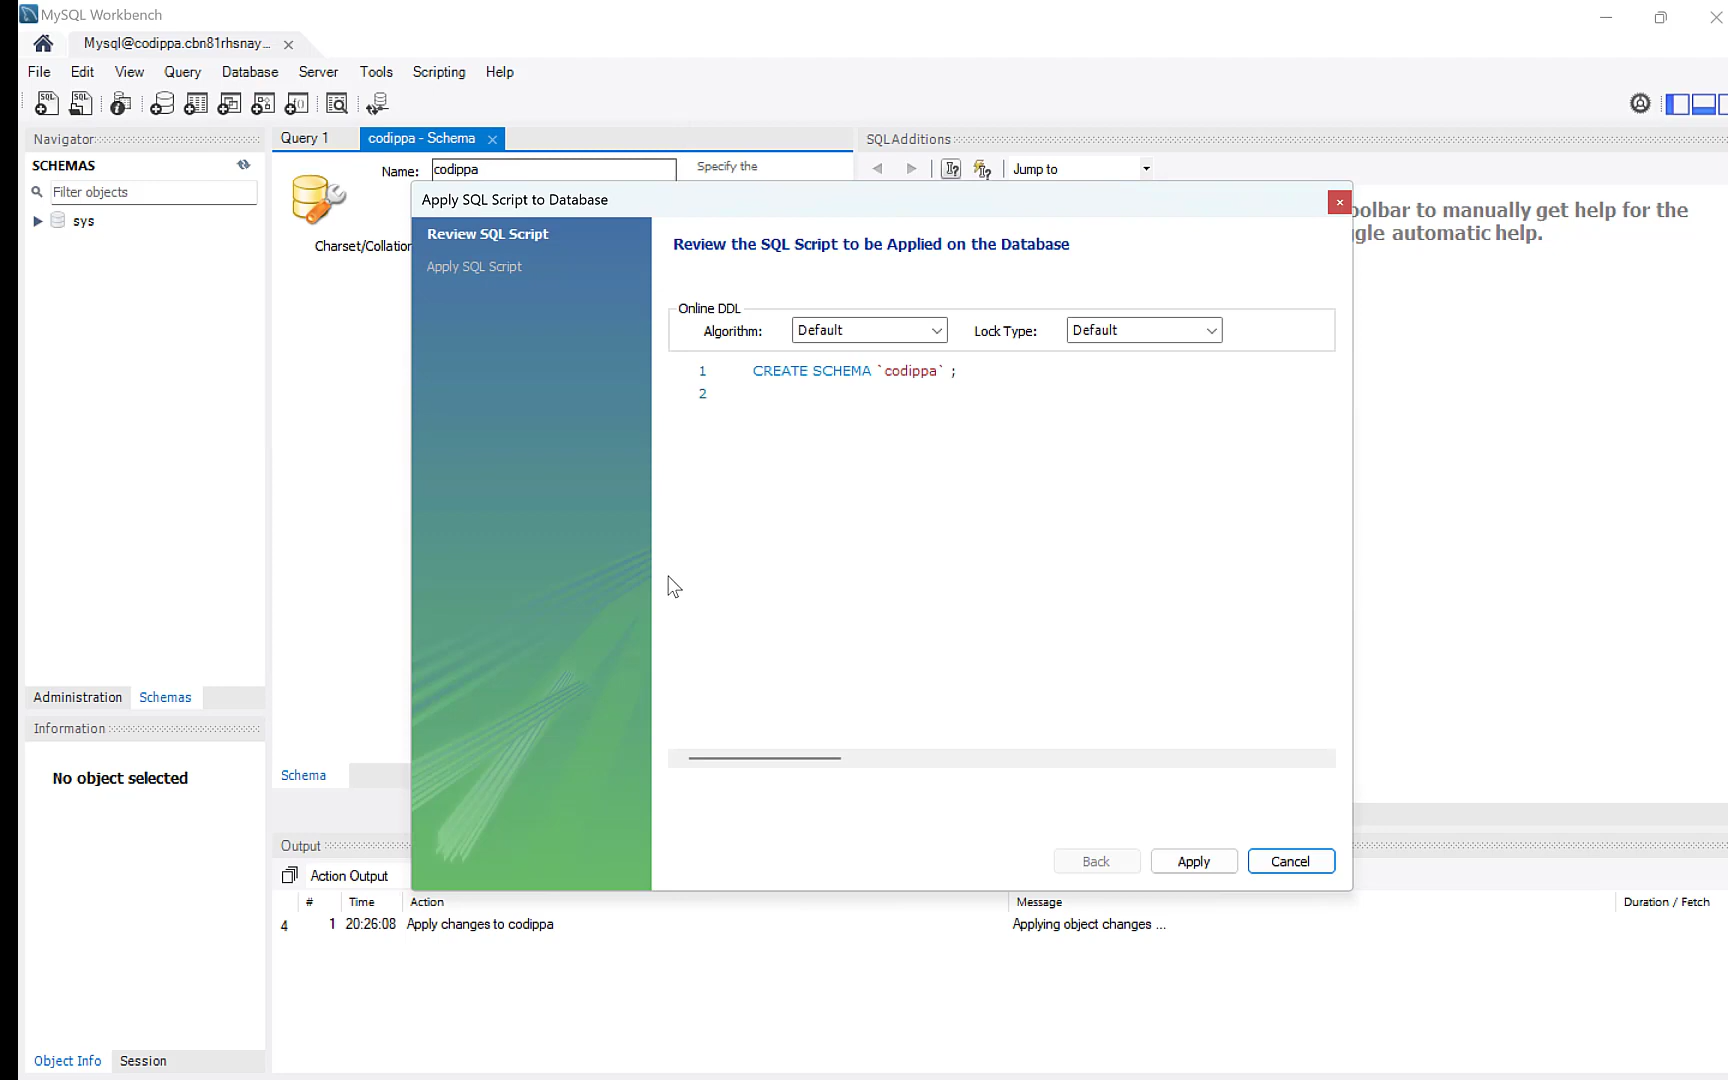 MySQL Workbench
Mysql@codippa.cbn81rhsnay...
File Edit View Query Database Server Tools Scripting Help
Navigator
SCHEMAS
Filter objects
sys
Administration Schemas
Information
No object selected
Object Info Session
Query 1 codippa - Schema
Name: codippa Specify the
Charset/Collation
Schema
SQLAdditions
Jump to
oolbar to manually get help for the
gle automatic help.
Apply SQL Script to Database
Review SQL Script
Apply SQL Script
Review the SQL Script to be Applied on the Database
Online DDL
Algorithm: Default Lock Type: Default
1 CREATE SCHEMA `codippa` ;
2
Back Apply Cancel
Output
Action Output
# Time Action Message Duration / Fetch
4 1 20:26:08 Apply changes to codippa Applying object changes ...